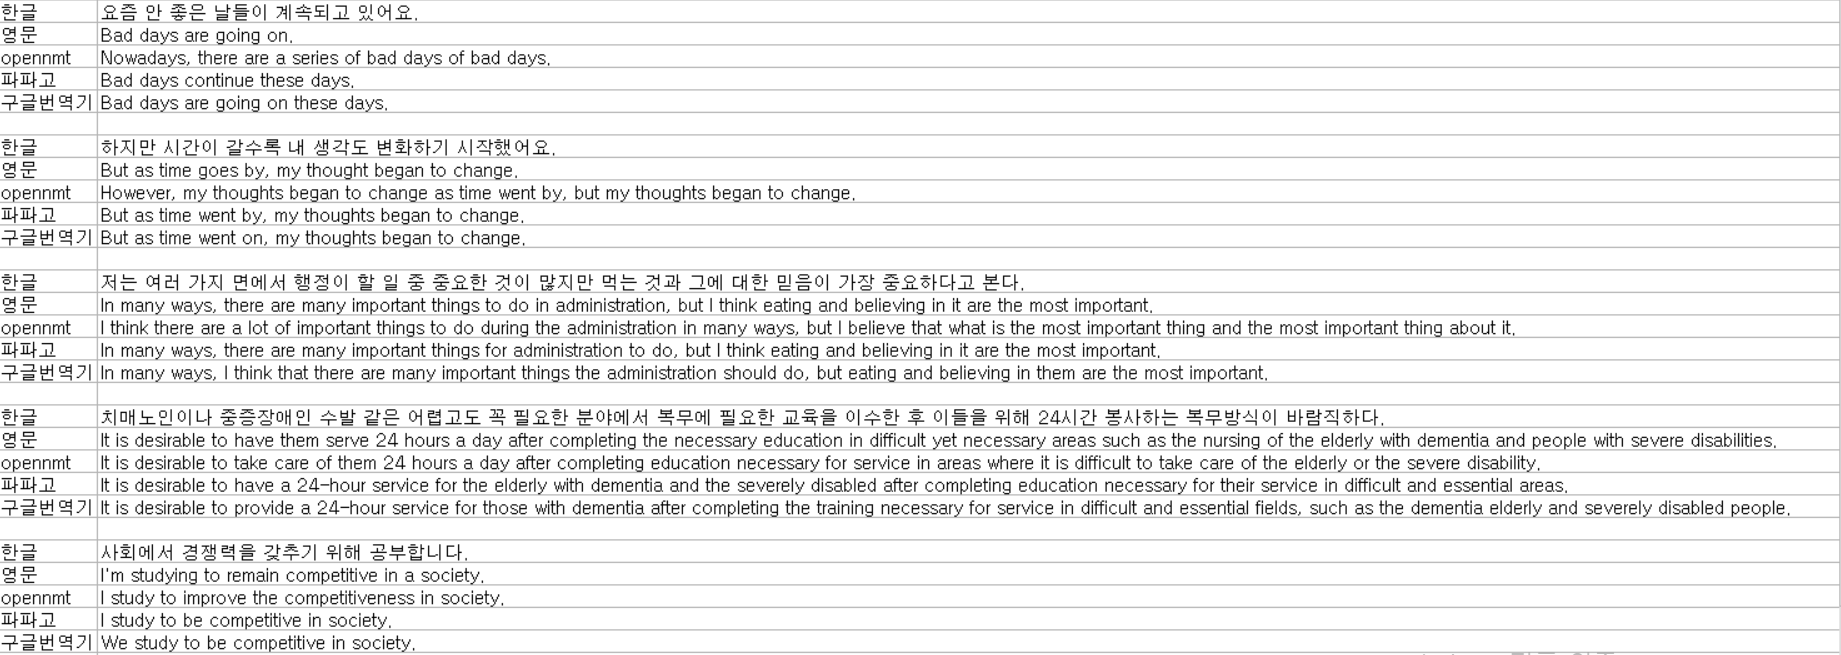 한글 요즘 안 좋은 날들이 계속되고 있어요.
영문 Bad days are going on.
opennmt Nowadays, there are a series of bad days of bad days.
파파고 Bad days continue these days.
구글번역기 Bad days are going on these days.
한글 하지만 시간이 갈수록 내 생각도 변화하기 시작했어요.
영문 But as time goes by, my thought began to change.
opennmt However, my thoughts began to change as time went by, but my thoughts began to change.
파파고 But as time went by, my thoughts began to change.
구글번역기 But as time went on, my thoughts began to change.
한글 저는 여러 가지 면에서 행정이 할 일 중 중요한 것이 많지만 먹는 것과 그에 대한 믿음이 가장 중요하다고 본다.
영문 In many ways, there are many important things to do in administration, but I think eating and believing in it are the most important.
opennmt I think there are a lot of important things to do during the administration in many ways, but I believe that what is the most important thing and the most important thing about it.
파파고 In many ways, there are many important things for administration to do, but I think eating and believing in it are the most important.
구글번역기 In many ways, I think that there are many important things the administration should do, but eating and believing in them are the most important.
한글 치매노인이나 중증장애인 수발 같은 어렵고도 꼭 필요한 분야에서 복무에 필요한 교육을 이수한 후 이들을 위해 24시간 봉사하는 복무방식이 바람직하다.
영문 It is desirable to have them serve 24 hours a day after completing the necessary education in difficult yet necessary areas such as the nursing of the elderly with dementia and people with severe disabilities.
opennmt It is desirable to take care of them 24 hours a day after completing education necessary for service in areas where it is difficult to take care of the elderly or the severe disability.
파파고 It is desirable to have a 24-hour service for the elderly with dementia and the severely disabled after completing education necessary for their service in difficult and essential areas.
구글번역기 It is desirable to provide a 24-hour service for those with dementia after completing the training necessary for service in difficult and essential fields, such as the dementia elderly and severely disabled people.
한글 사회에서 경쟁력을 갖추기 위해 공부합니다.
영문 I'm studying to remain competitive in a society.
opennmt I study to improve the competitiveness in society.
파파고 I study to be competitive in society.
구글번역기 We study to be competitive in society.